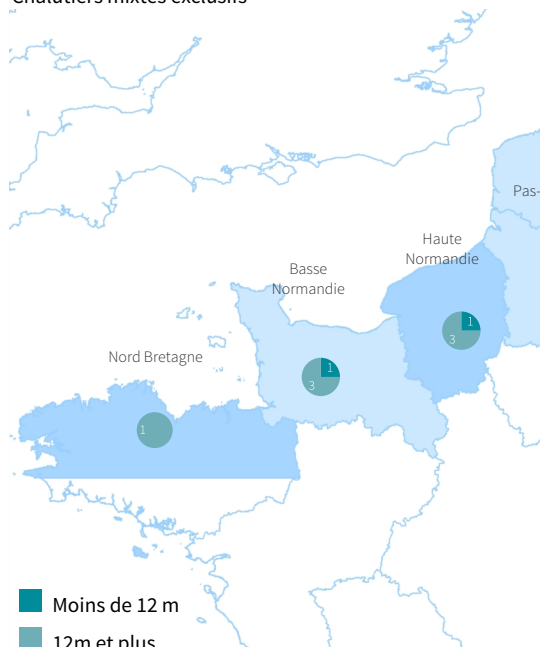 Chalutiers mixtes exclusifs
Pas-
Haute
Normandie
Basse
Normandie
1
3
Nord Bretagne
1
3
1
Moins de 12 m
12m et plus